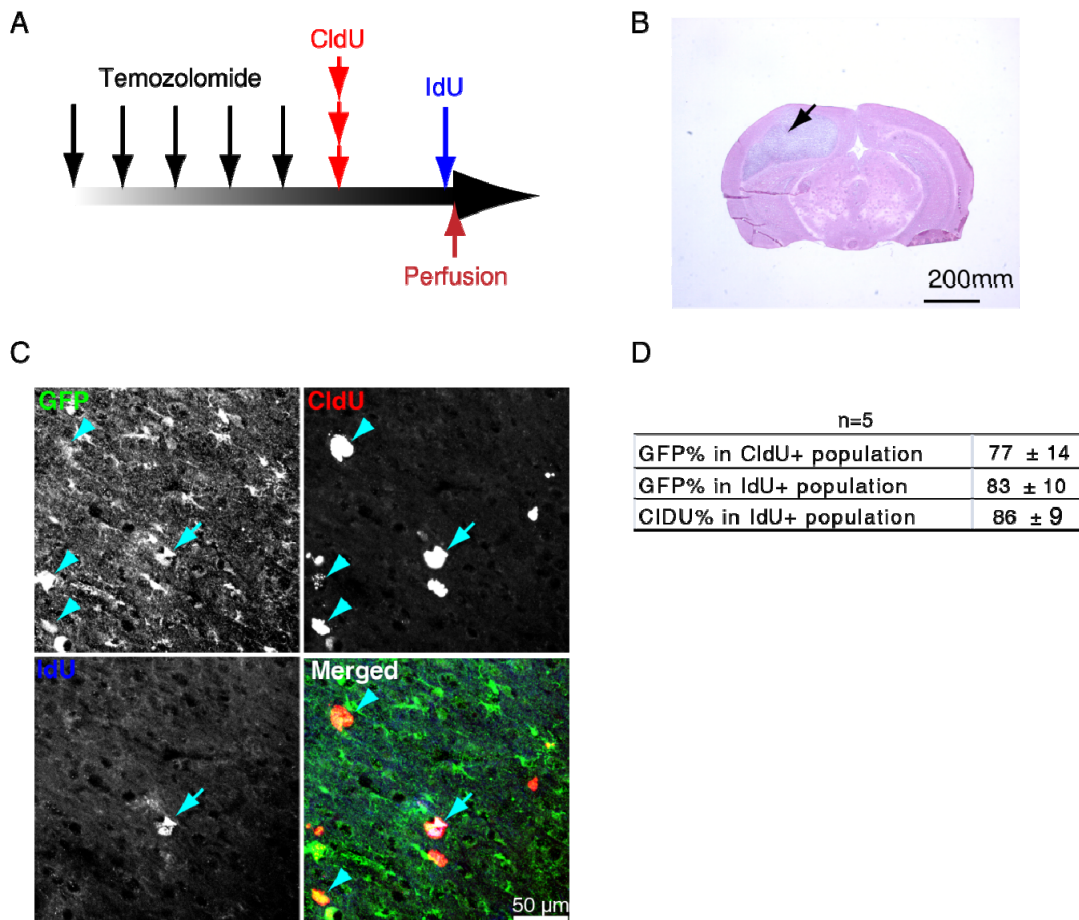 A
CldU
Temozolomide
IdU
Perfusion
B
200mm
C
GFP
CldU
IdU
Merged
50 µm
D
n=5
GFP% in CldU+ population 77 ± 14
GFP% in IdU+ population 83 ± 10
ClDU% in IdU+ population 86 ± 9